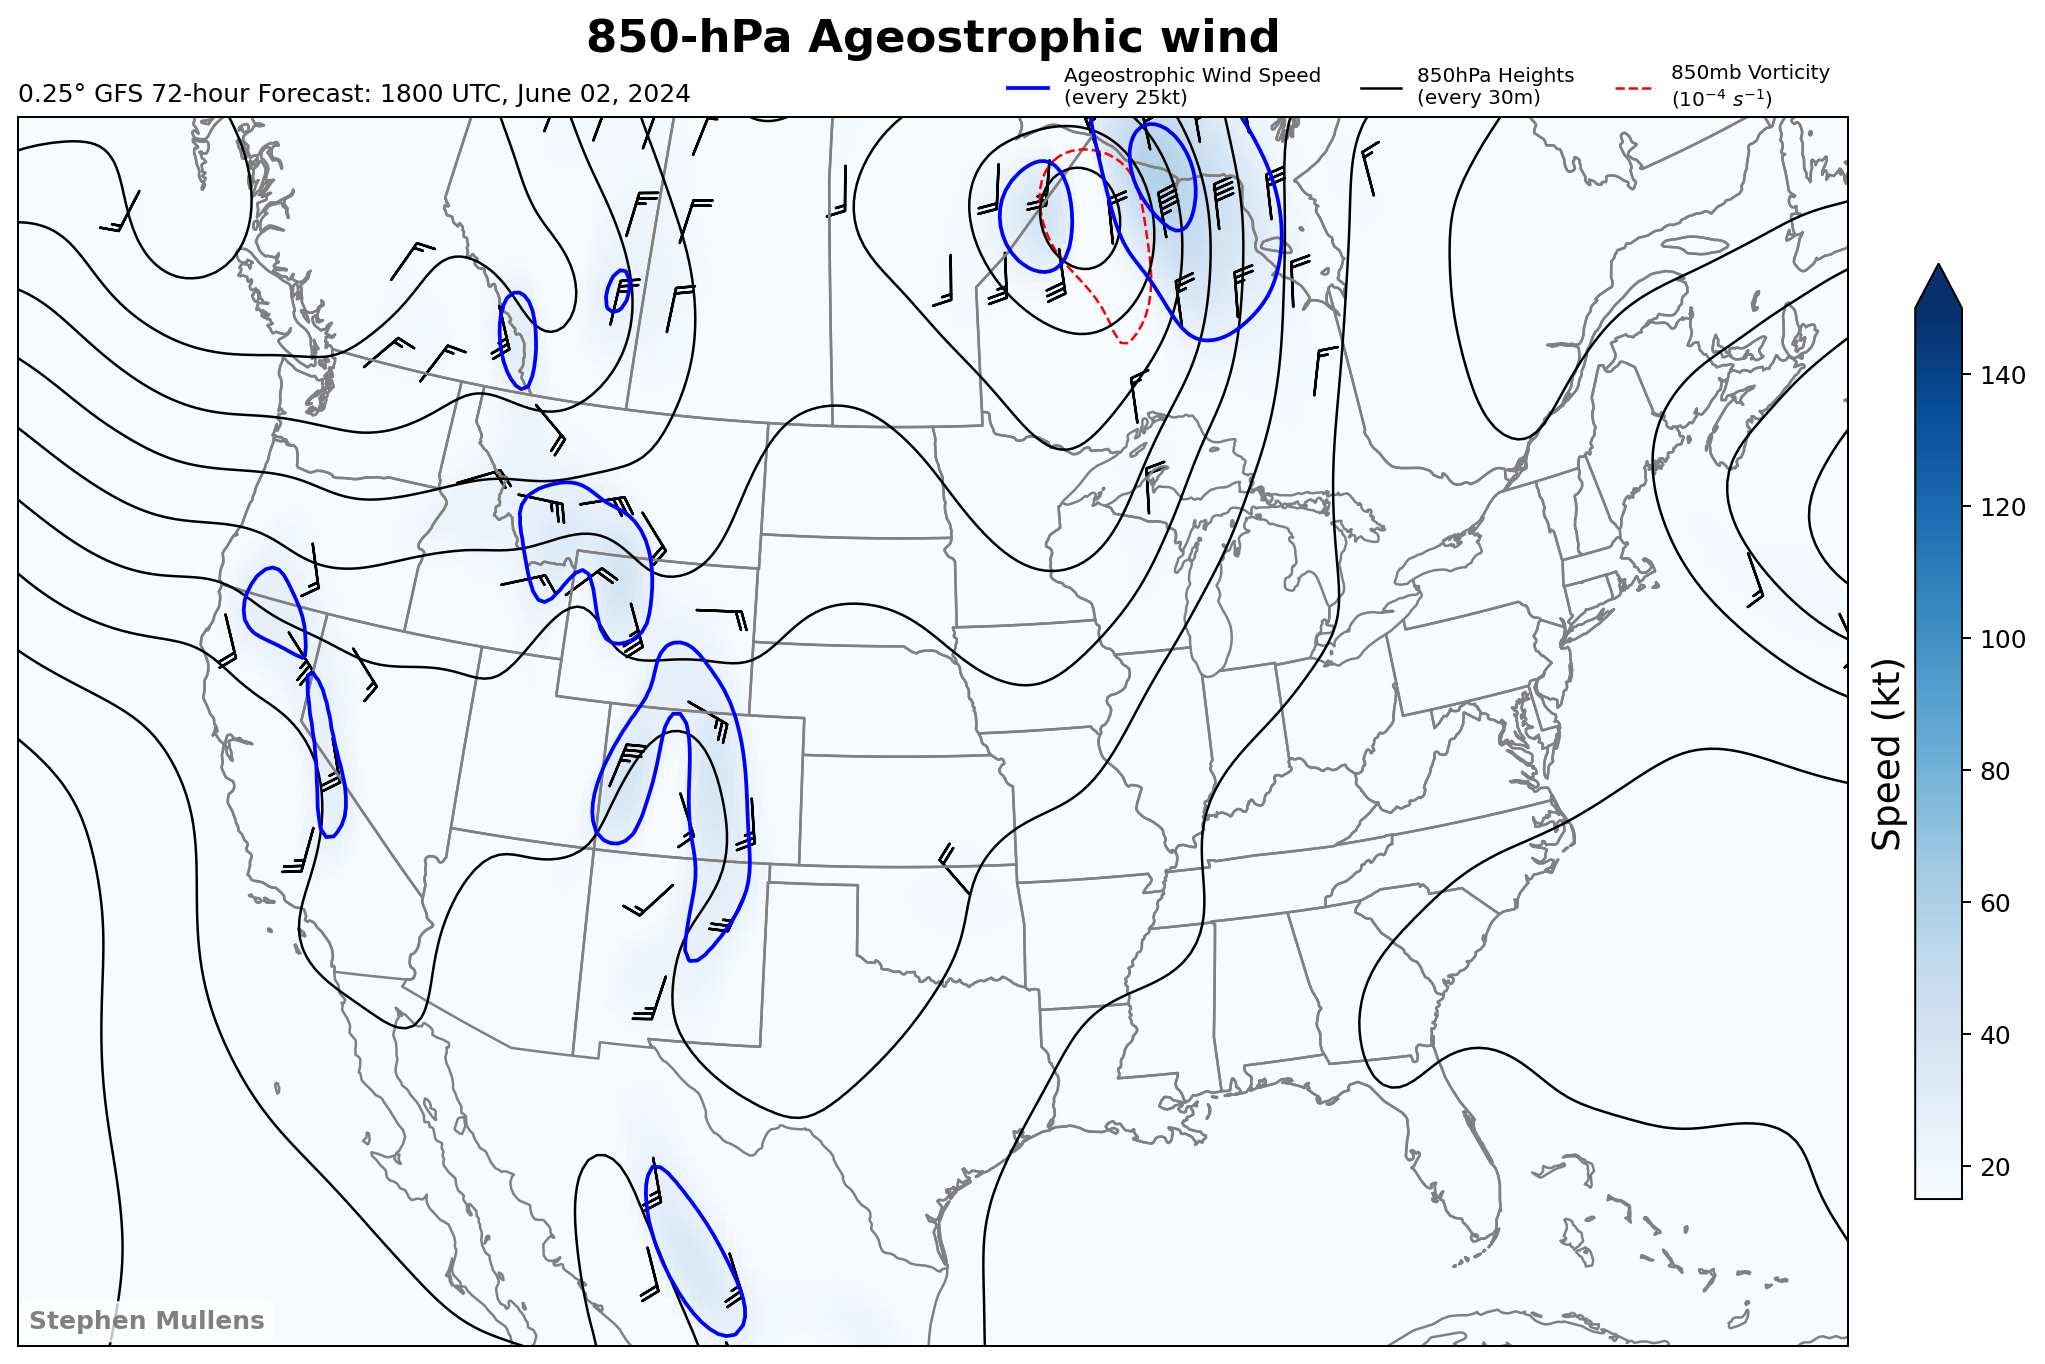 850-hPa Ageostrophic wind
0.25° GFS 72-hour Forecast: 1800 UTC, June 02, 2024
Ageostrophic Wind Speed
(every 25kt)
850hPa Heights
(every 30m)
850mb Vorticity
(10⁻⁴ s⁻¹)
140
120
100
80
60
40
20
Speed (kt)
Stephen Mullens